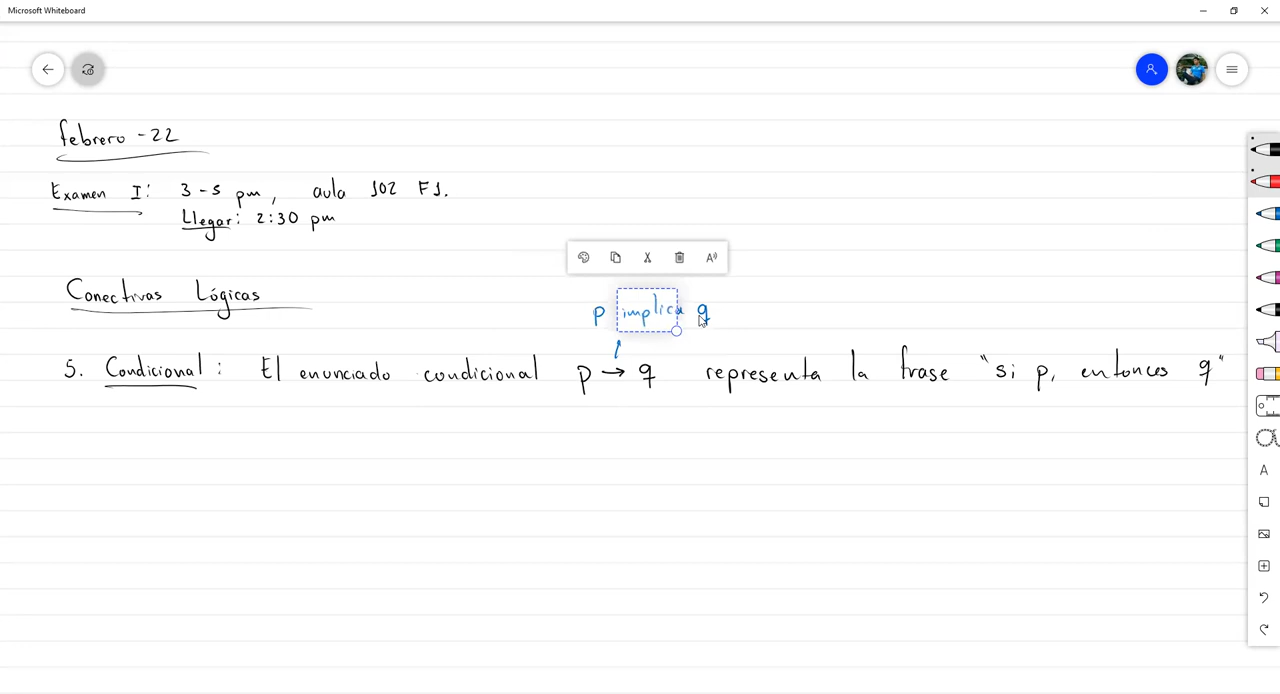 Microsoft Whiteboard
febrero - 22
Examen I: 3 - 5 pm, aula 102 F1.
Llegar: 2:30 pm
Conectivas Lógicas
p implica q
5. Condicional: El enunciado condicional p → q representa la frase "si p, entonces q"